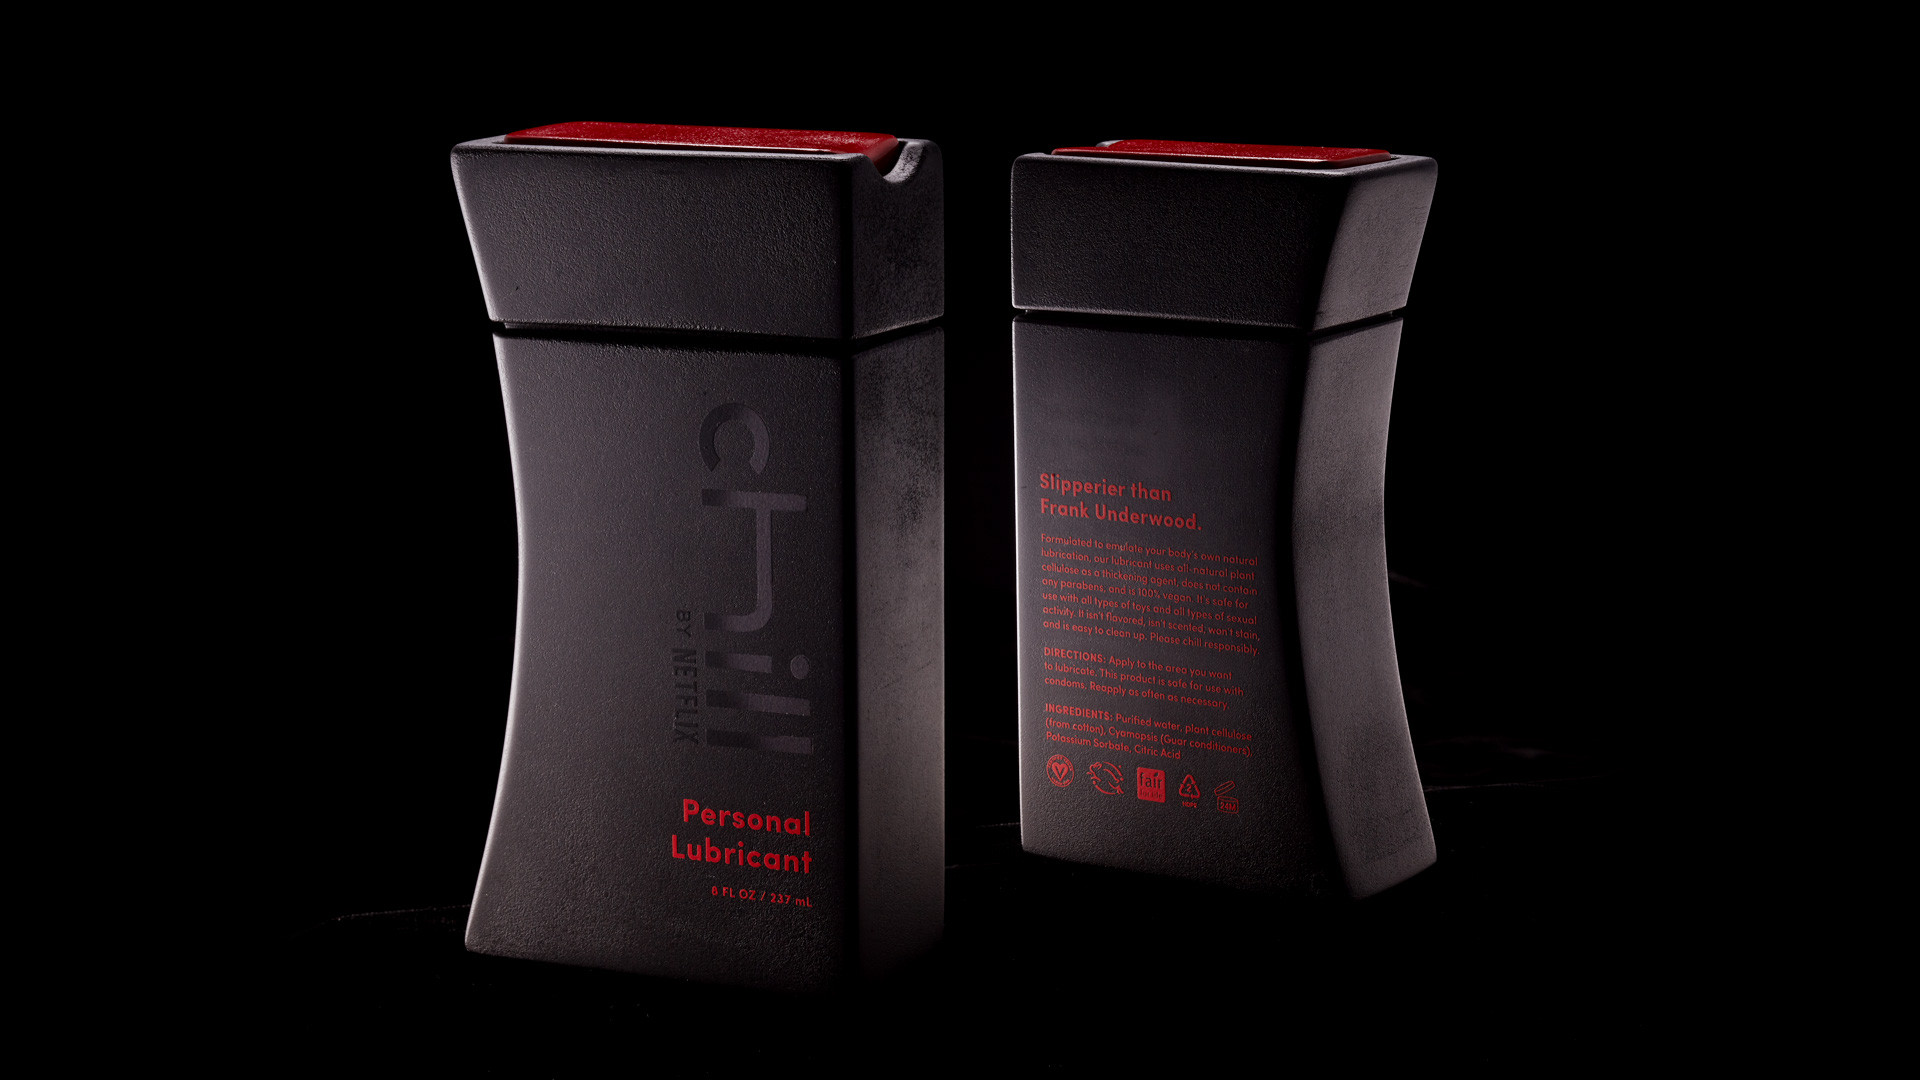 chill
BY NETFLIX
Personal
Lubricant
8 FL OZ / 237 mL
Slipperier than
Frank Underwood.
Formulated to emulate your body's own natural
lubrication, our lubricant uses all-natural plant
cellulose as a thickening agent, does not contain
any parabens, and is 100% vegan. It's safe for
use with all types of toys and all types of sexual
activity. It isn't flavored, isn't scented, won't stain,
and is easy to clean up. Please chill responsibly.
DIRECTIONS: Apply to the area you want
to lubricate. This product is safe for use with
condoms. Reapply as often as necessary.
INGREDIENTS: Purified water, plant cellulose
(from cotton), Cyamopsis (Guar conditioners),
Potassium Sorbate, Citric Acid
fair
2
HDPE
24M